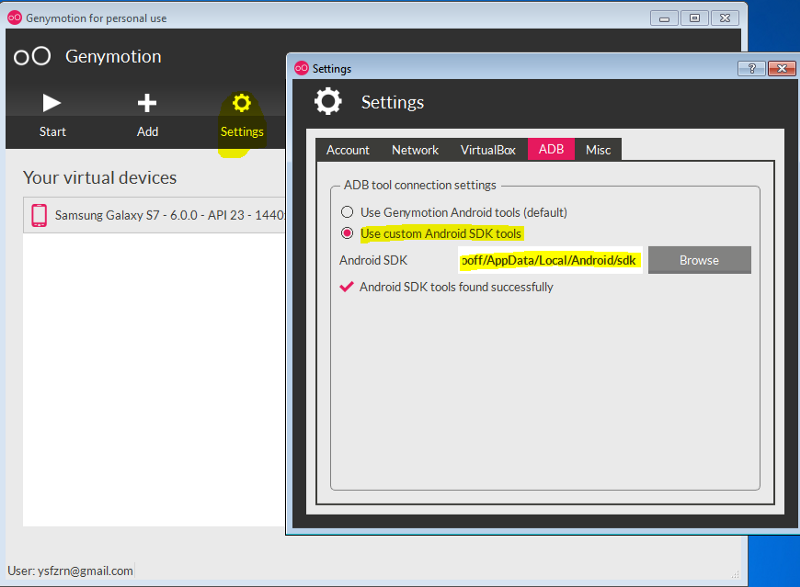 Genymotion for personal use
Genymotion
Start
Add
Settings
Your virtual devices
Samsung Galaxy S7 - 6.0.0 - API 23 - 1440
User: ysfzrn@gmail.com
Settings
?
Settings
Account
Network
VirtualBox
ADB
Misc
ADB tool connection settings
Use Genymotion Android tools (default)
Use custom Android SDK tools
Android SDK
off/AppData/Local/Android/sdk
Browse
Android SDK tools found successfully